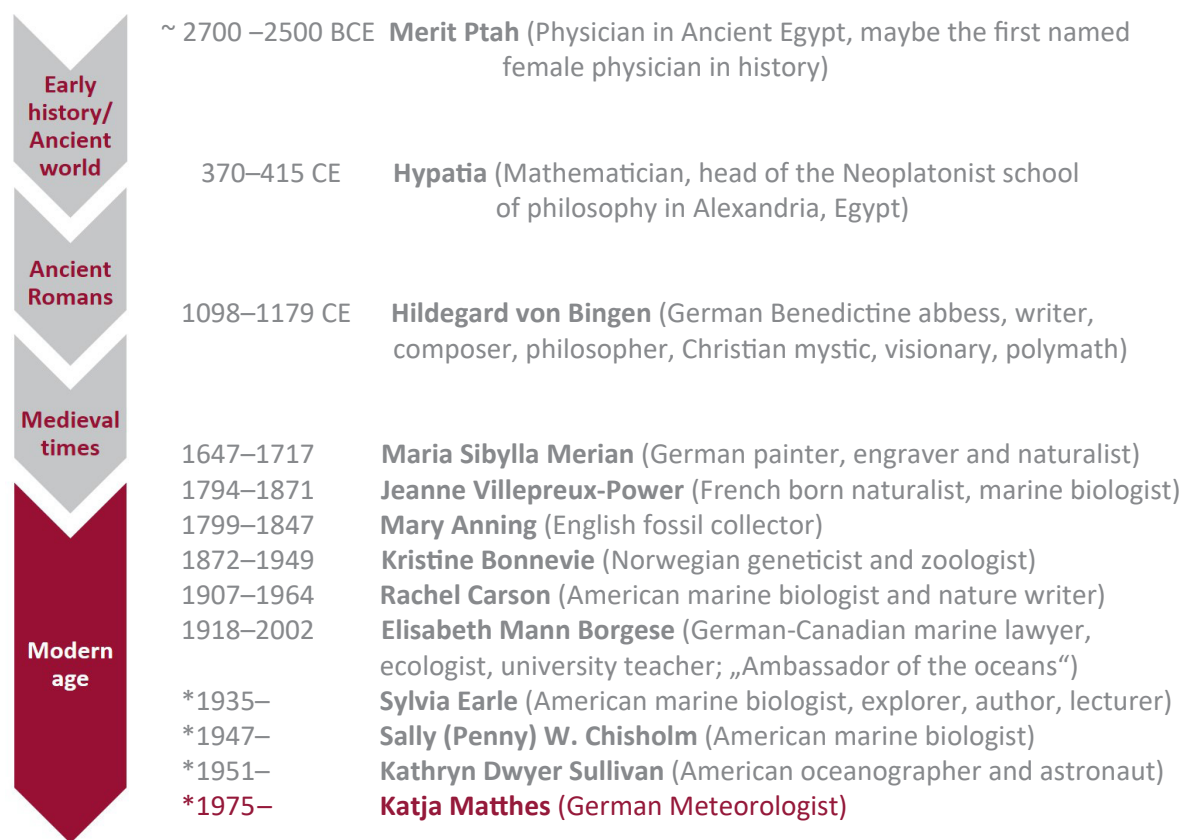 ~ 2700 –2500 BCE Merit Ptah (Physician in Ancient Egypt, maybe the first named
female physician in history)
Early
history/
Ancient
world
370–415 CE Hypatia (Mathematician, head of the Neoplatonist school
of philosophy in Alexandria, Egypt)
Ancient
Romans
1098–1179 CE Hildegard von Bingen (German Benedictine abbess, writer,
composer, philosopher, Christian mystic, visionary, polymath)
Medieval
times
1647–1717 Maria Sibylla Merian (German painter, engraver and naturalist)
1794–1871 Jeanne Villepreux-Power (French born naturalist, marine biologist)
1799–1847 Mary Anning (English fossil collector)
1872–1949 Kristine Bonnevie (Norwegian geneticist and zoologist)
1907–1964 Rachel Carson (American marine biologist and nature writer)
1918–2002 Elisabeth Mann Borgese (German-Canadian marine lawyer,
ecologist, university teacher; „Ambassador of the oceans“)
Modern
age
*1935– Sylvia Earle (American marine biologist, explorer, author, lecturer)
*1947– Sally (Penny) W. Chisholm (American marine biologist)
*1951– Kathryn Dwyer Sullivan (American oceanographer and astronaut)
*1975– Katja Matthes (German Meteorologist)